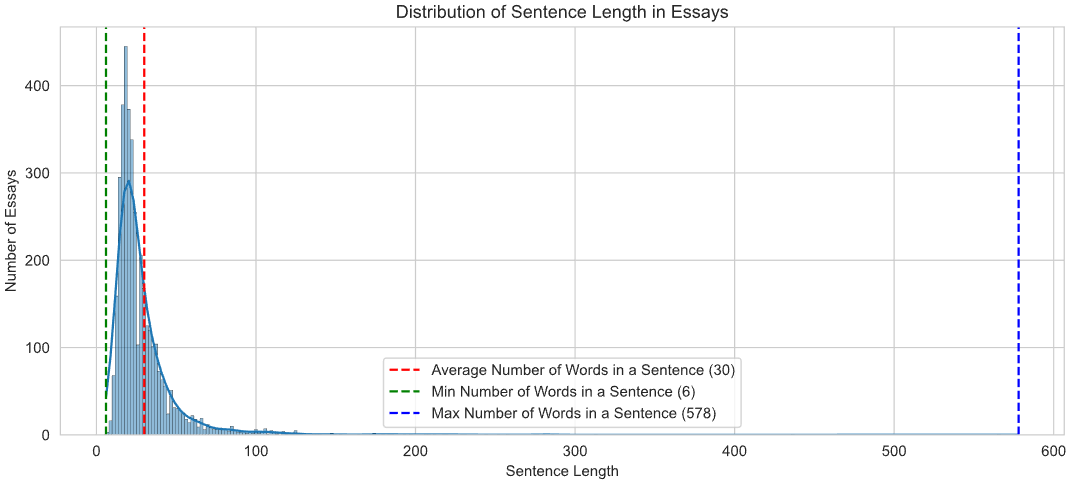 Distribution of Sentence Length in Essays
Number of Essays
400
300
200
100
0
Average Number of Words in a Sentence (30)
Min Number of Words in a Sentence (6)
Max Number of Words in a Sentence (578)
0 100 200 300 400 500 600
Sentence Length